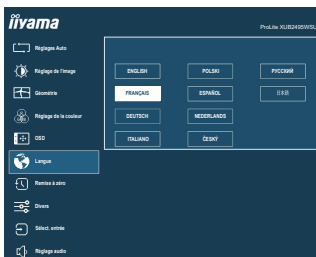 iiyama
ProLite XUB2495WSU
Réglages Auto
Réglage de l'image
Géométrie
Réglage de la couleur
OSD
Langue
Remise à zéro
Divers
Sélect. entrée
Réglage audio
ENGLISH POLSKI РУССКИЙ
FRANÇAIS ESPAÑOL 日本語
DEUTSCH NEDERLANDS
ITALIANO ČESKÝ